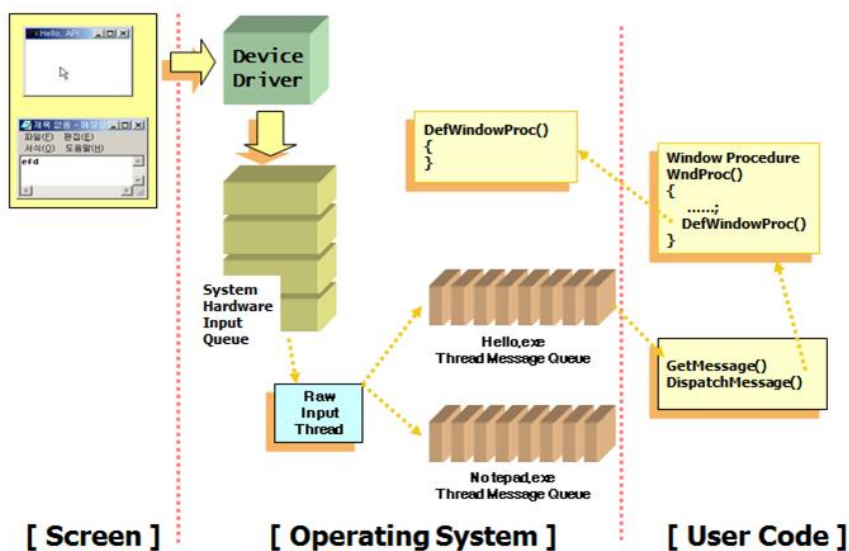 Hello, API
제목 없음 - 메모장
파일(F) 편집(E)
서식(O) 도움말(H)
efd
Device
Driver
System
Hardware
Input
Queue
Raw
Input
Thread
DefWindowProc()
{
}
Hello.exe
Thread Message Queue
Notepad.exe
Thread Message Queue
Window Procedure
WndProc()
{
......;
DefWindowProc()
}
GetMessage()
DispatchMessage()
[ Screen ]
[ Operating System ]
[ User Code ]